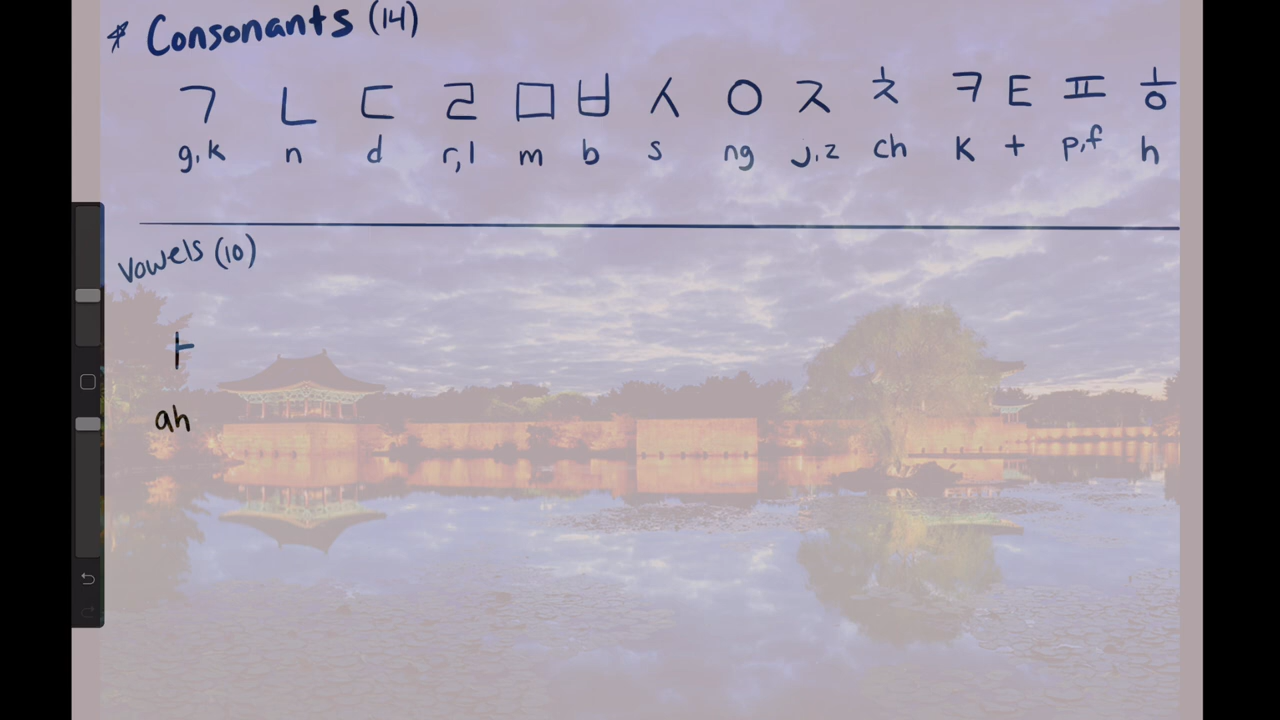 * Consonants (14)
ㄱ ㄴ ㄷ ㄹ ㅁ ㅂ ㅅ ㅇ ㅈ ㅊ ㅋ ㅌ ㅍ ㅎ
g,k n d r,l m b s ng j,z ch K t p,f h
Vowels (10)
ㅏ
ah